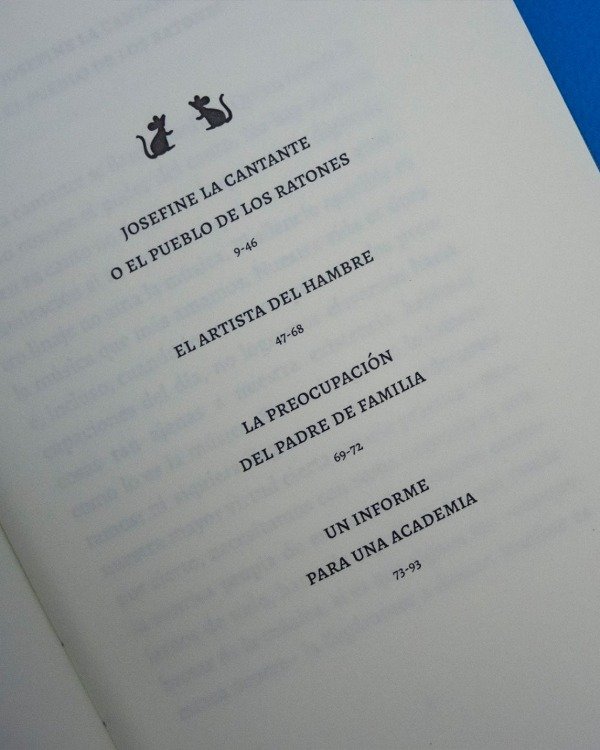 JOSEFINE LA CANTANTE
O EL PUEBLO DE LOS RATONES
9-46
EL ARTISTA DEL HAMBRE
47-68
LA PREOCUPACIÓN
DEL PADRE DE FAMILIA
69-72
UN INFORME
PARA UNA ACADEMIA
73-93